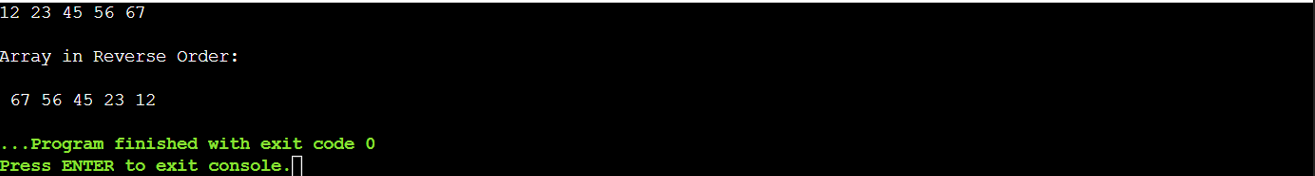 12 23 45 56 67
Array in Reverse Order:
67 56 45 23 12
...Program finished with exit code 0
Press ENTER to exit console.